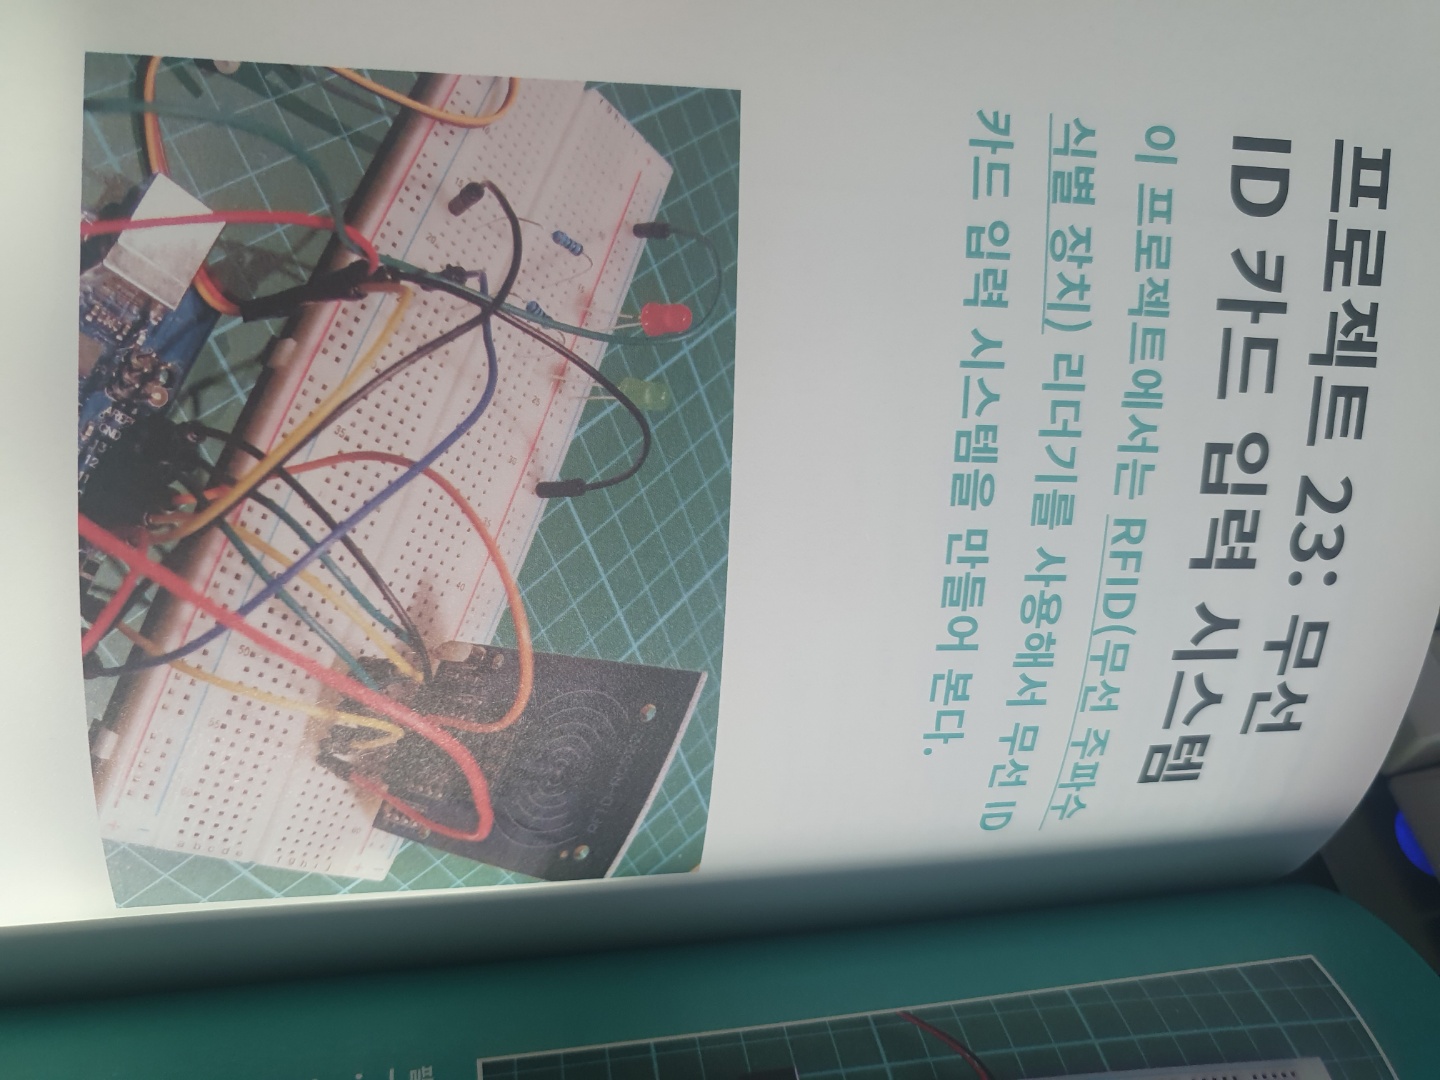 프로젝트 23: 무선
ID 카드 입력 시스템
이 프로젝트에서는 RFID(무선 주파수
식별 장치) 리더기를 사용해서 무선 ID
카드 입력 시스템을 만들어 본다.